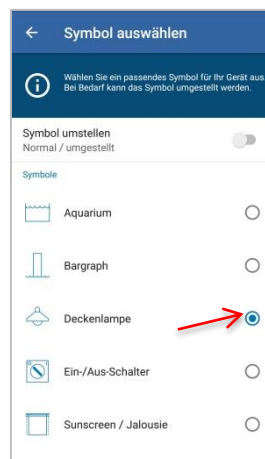 Symbol auswählen
Wählen Sie ein passendes Symbol für Ihr Gerät aus.
Bei Bedarf kann das Symbol umgestellt werden.
Symbol umstellen
Normal / umgestellt
Symbole
Aquarium
Bargraph
Deckenlampe
Ein-/Aus-Schalter
Sunscreen / Jalousie